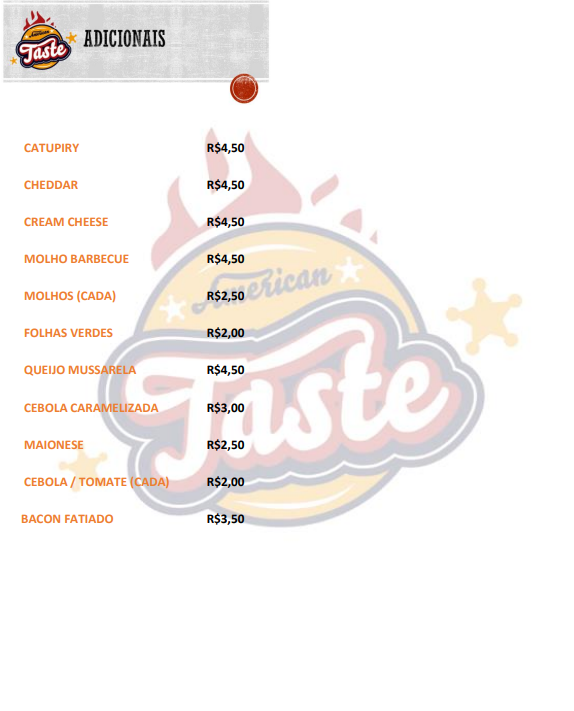 American
Taste
ADICIONAIS
CATUPIRY R$4,50
CHEDDAR R$4,50
CREAM CHEESE R$4,50
MOLHO BARBECUE R$4,50
MOLHOS (CADA) R$2,50
FOLHAS VERDES R$2,00
QUEIJO MUSSARELA R$4,50
CEBOLA CARAMELIZADA R$3,00
MAIONESE R$2,50
CEBOLA / TOMATE (CADA) R$2,00
BACON FATIADO R$3,50
American
Taste